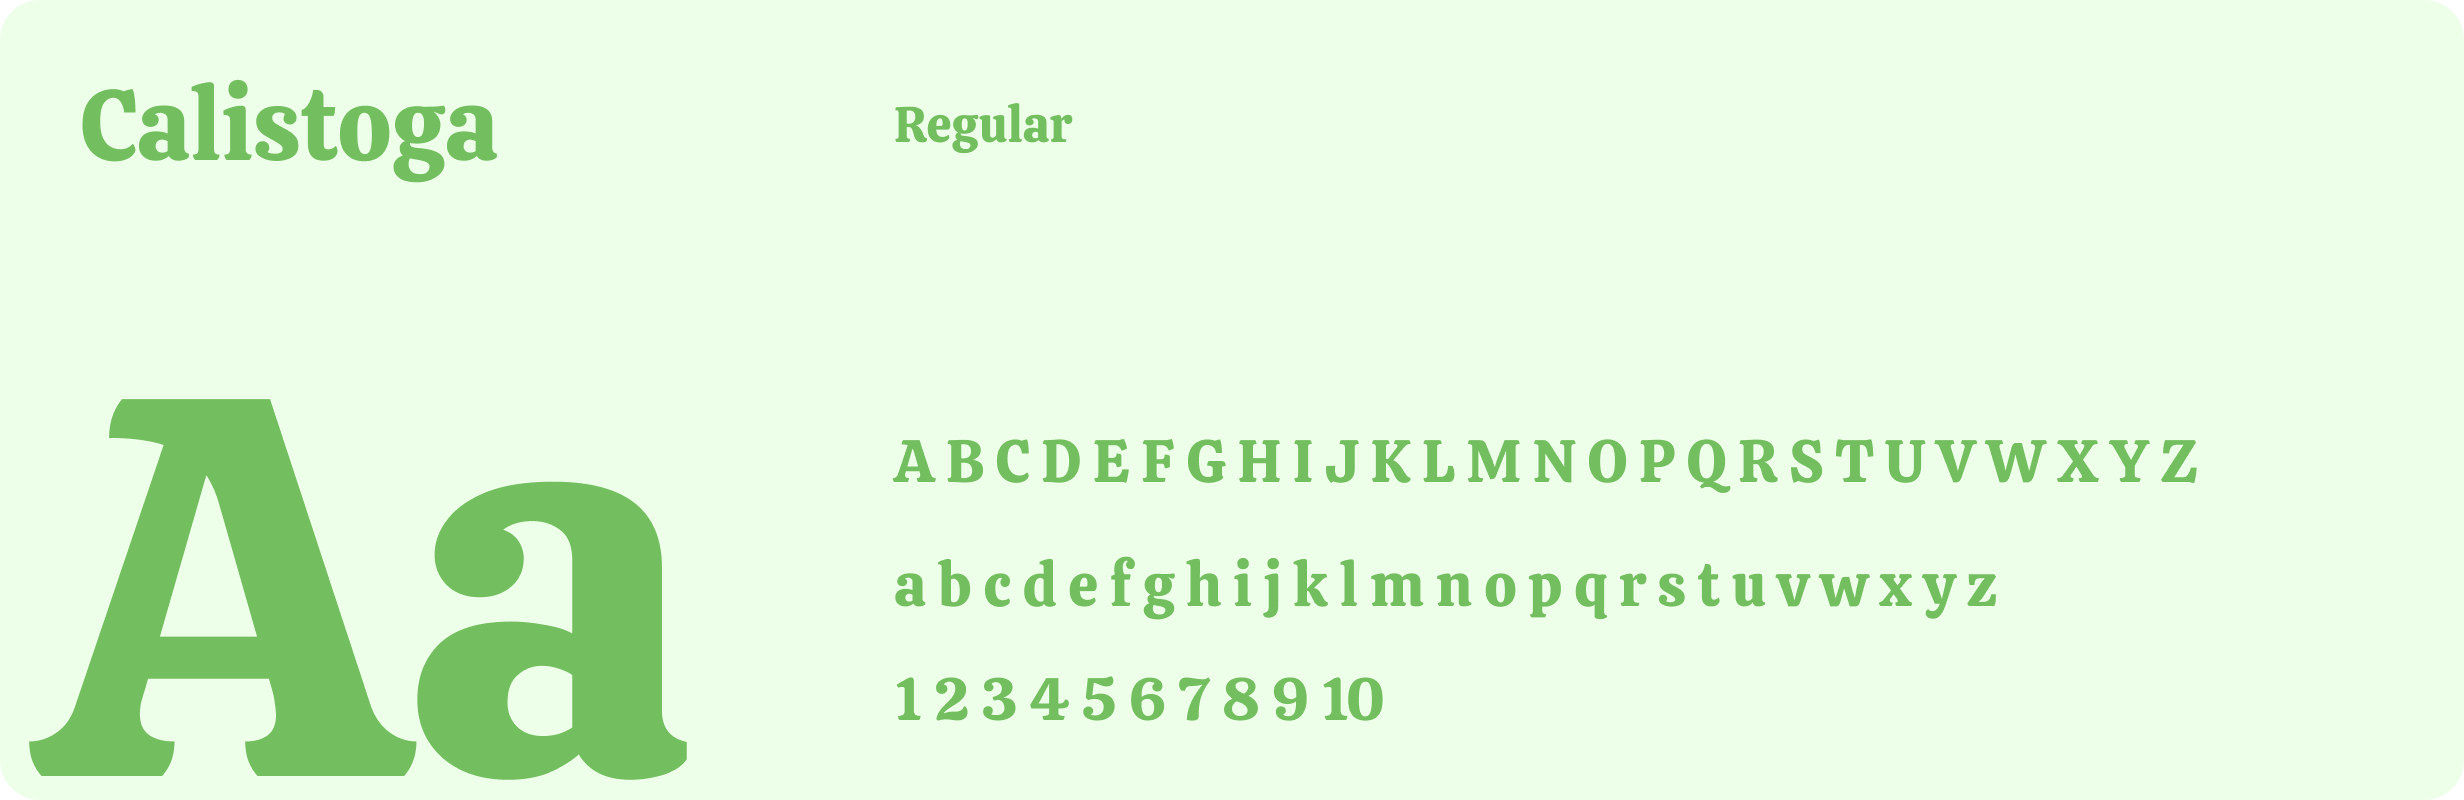 Calistoga
Regular
Aa
A B C D E F G H I J K L M N O P Q R S T U V W X Y Z
a b c d e f g h i j k l m n o p q r s t u v w x y z
1 2 3 4 5 6 7 8 9 10